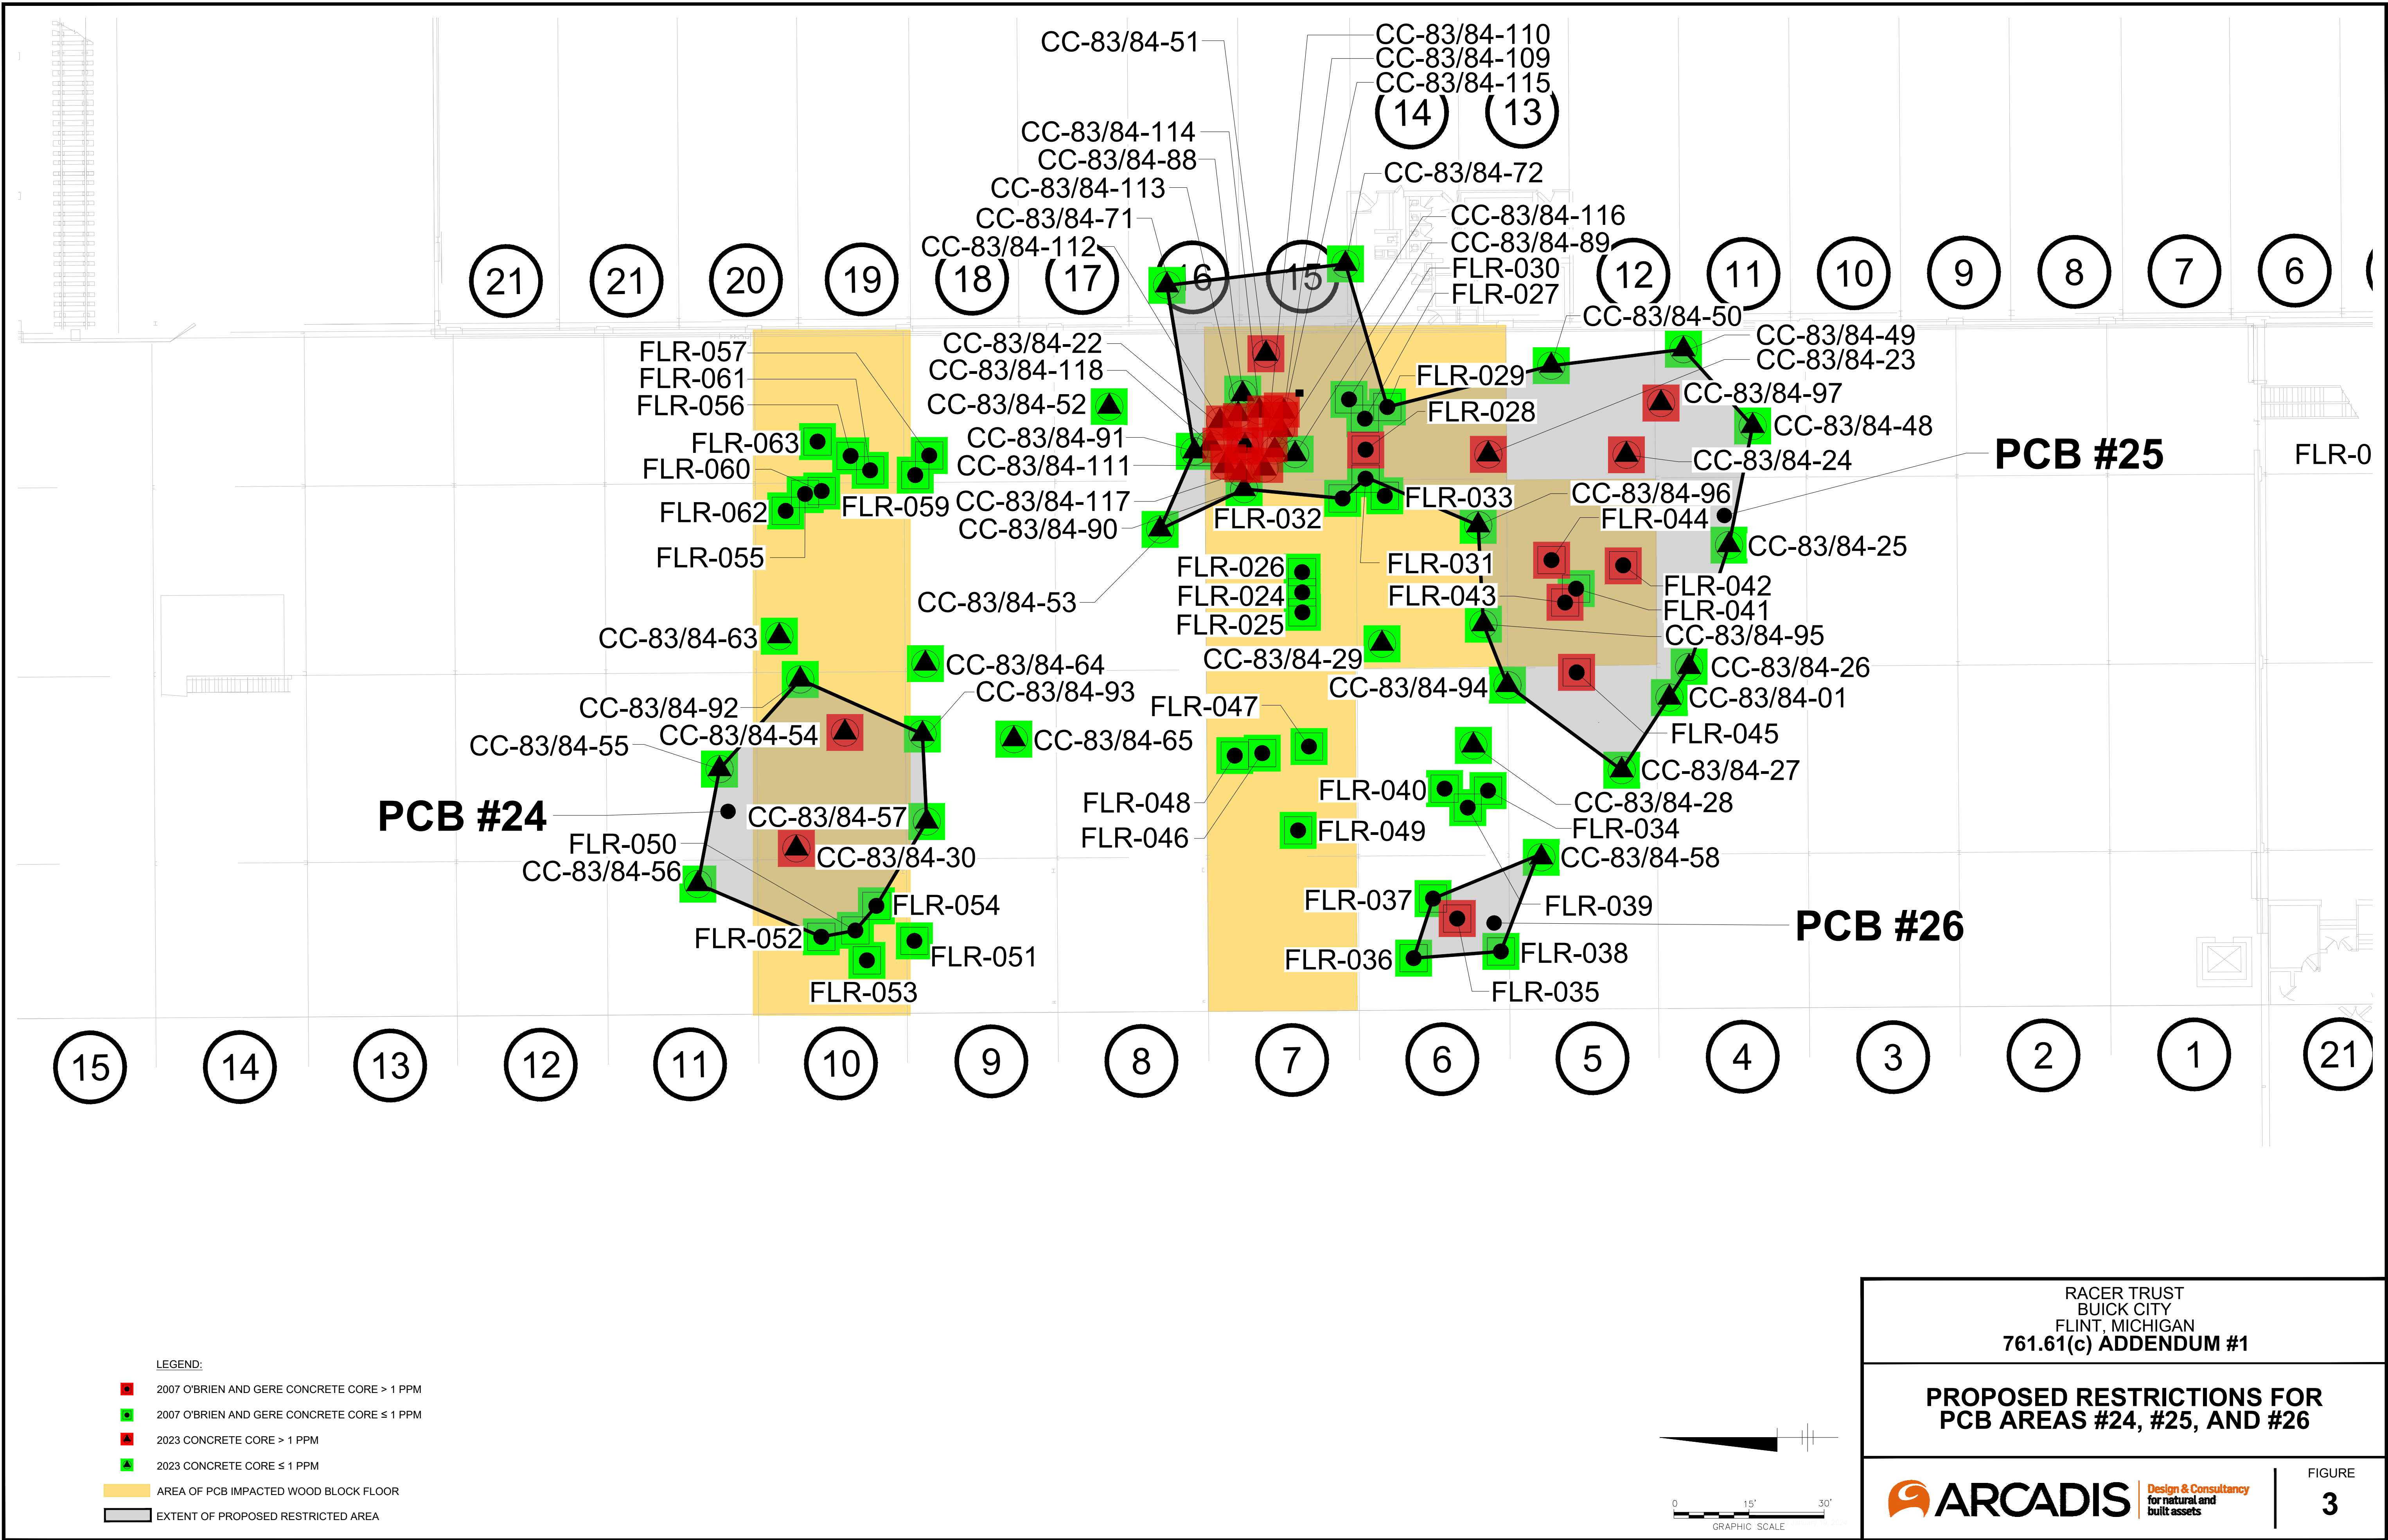 CC-83/84-51
CC-83/84-110
CC-83/84-109
CC-83/84-115
14
13
CC-83/84-114
CC-83/84-88
CC-83/84-113
CC-83/84-71
CC-83/84-112
CC-83/84-72
CC-83/84-116
CC-83/84-89
FLR-030
FLR-027
21
21
20
19
18
17
16
15
12
11
10
9
8
7
6
CC-83/84-50
CC-83/84-49
CC-83/84-23
FLR-057
FLR-061
FLR-056
FLR-063
FLR-060
FLR-062
FLR-059
FLR-055
CC-83/84-22
CC-83/84-118
CC-83/84-52
CC-83/84-91
CC-83/84-111
CC-83/84-117
CC-83/84-90
CC-83/84-53
FLR-029
FLR-028
CC-83/84-97
CC-83/84-48
CC-83/84-24
PCB #25
FLR-0
FLR-032
FLR-033
CC-83/84-96
FLR-044
CC-83/84-25
FLR-026
FLR-024
FLR-025
FLR-031
FLR-043
FLR-042
FLR-041
CC-83/84-95
CC-83/84-29
CC-83/84-26
CC-83/84-94
CC-83/84-01
CC-83/84-63
CC-83/84-64
CC-83/84-93
CC-83/84-92
CC-83/84-54
CC-83/84-55
CC-83/84-65
FLR-047
FLR-045
CC-83/84-27
PCB #24
CC-83/84-57
FLR-048
FLR-046
FLR-049
FLR-040
CC-83/84-28
FLR-034
FLR-050
CC-83/84-30
CC-83/84-56
CC-83/84-58
FLR-054
FLR-052
FLR-051
FLR-053
FLR-037
FLR-039
PCB #26
FLR-036
FLR-038
FLR-035
15
14
13
12
11
10
9
8
7
6
5
4
3
2
1
21
LEGEND:
2007 O'BRIEN AND GERE CONCRETE CORE > 1 PPM
2007 O'BRIEN AND GERE CONCRETE CORE ≤ 1 PPM
2023 CONCRETE CORE > 1 PPM
2023 CONCRETE CORE ≤ 1 PPM
AREA OF PCB IMPACTED WOOD BLOCK FLOOR
EXTENT OF PROPOSED RESTRICTED AREA
0 15' 30'
GRAPHIC SCALE
RACER TRUST
BUICK CITY
FLINT, MICHIGAN
761.61(c) ADDENDUM #1
PROPOSED RESTRICTIONS FOR
PCB AREAS #24, #25, AND #26
ARCADIS
Design & Consultancy
for natural and
built assets
FIGURE
3